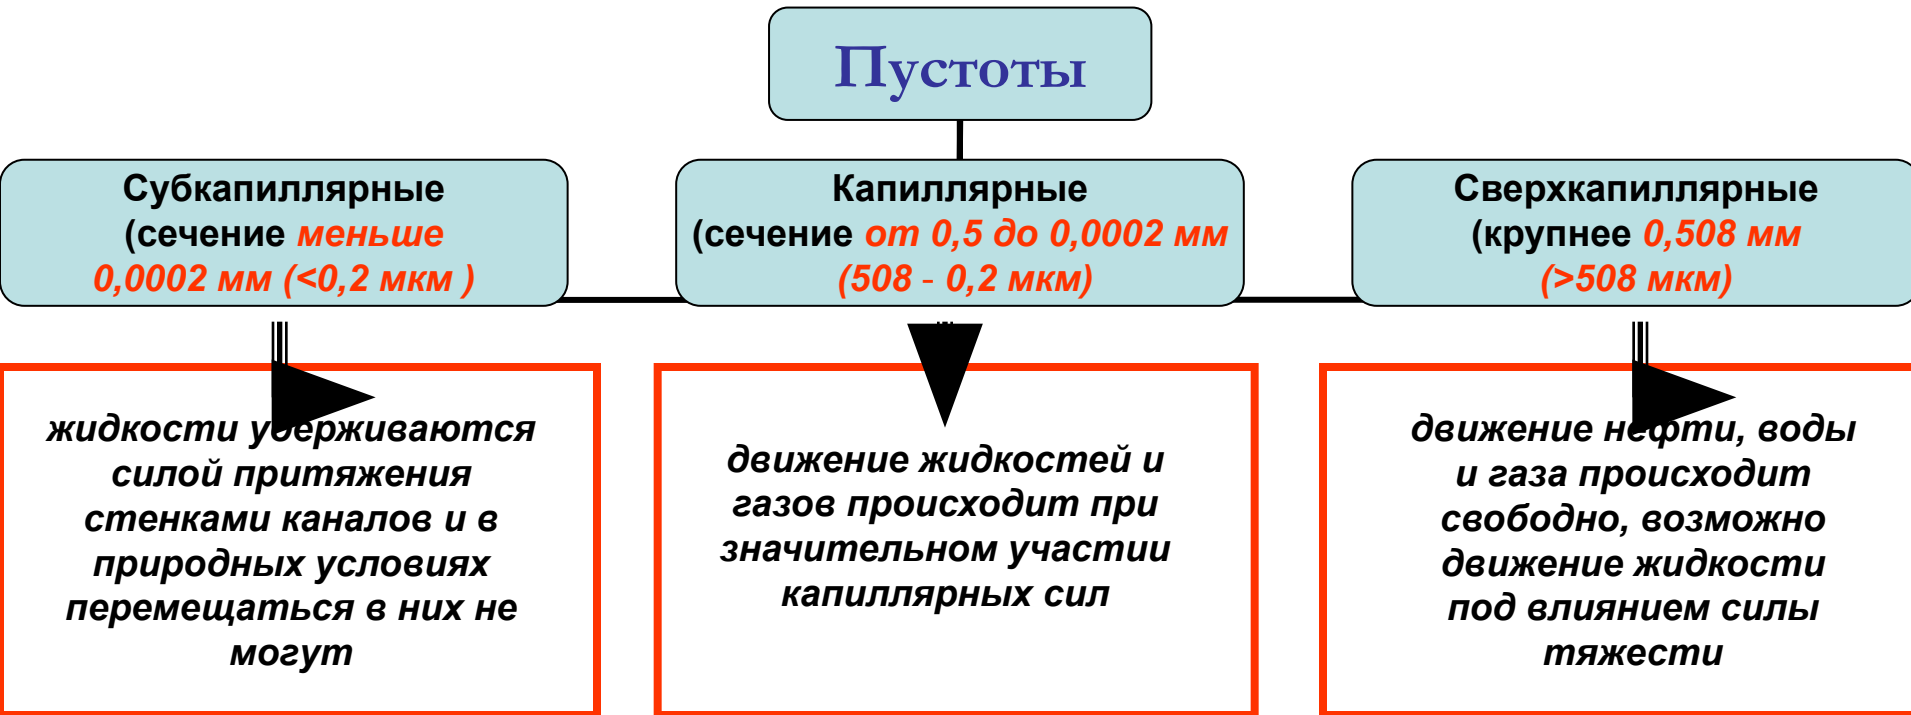 Пустоты
Субкапиллярные
(сечение меньше
0,0002 мм (<0,2 мкм )
Капиллярные
(сечение от 0,5 до 0,0002 мм
(508 - 0,2 мкм)
Сверхкапиллярные
(крупнее 0,508 мм
(>508 мкм)
жидкости удерживаются
силой притяжения
стенками каналов и в
природных условиях
перемещаться в них не
могут
движение жидкостей и
газов происходит при
значительном участии
капиллярных сил
движение нефти, воды
и газа происходит
свободно, возможно
движение жидкости
под влиянием силы
тяжести